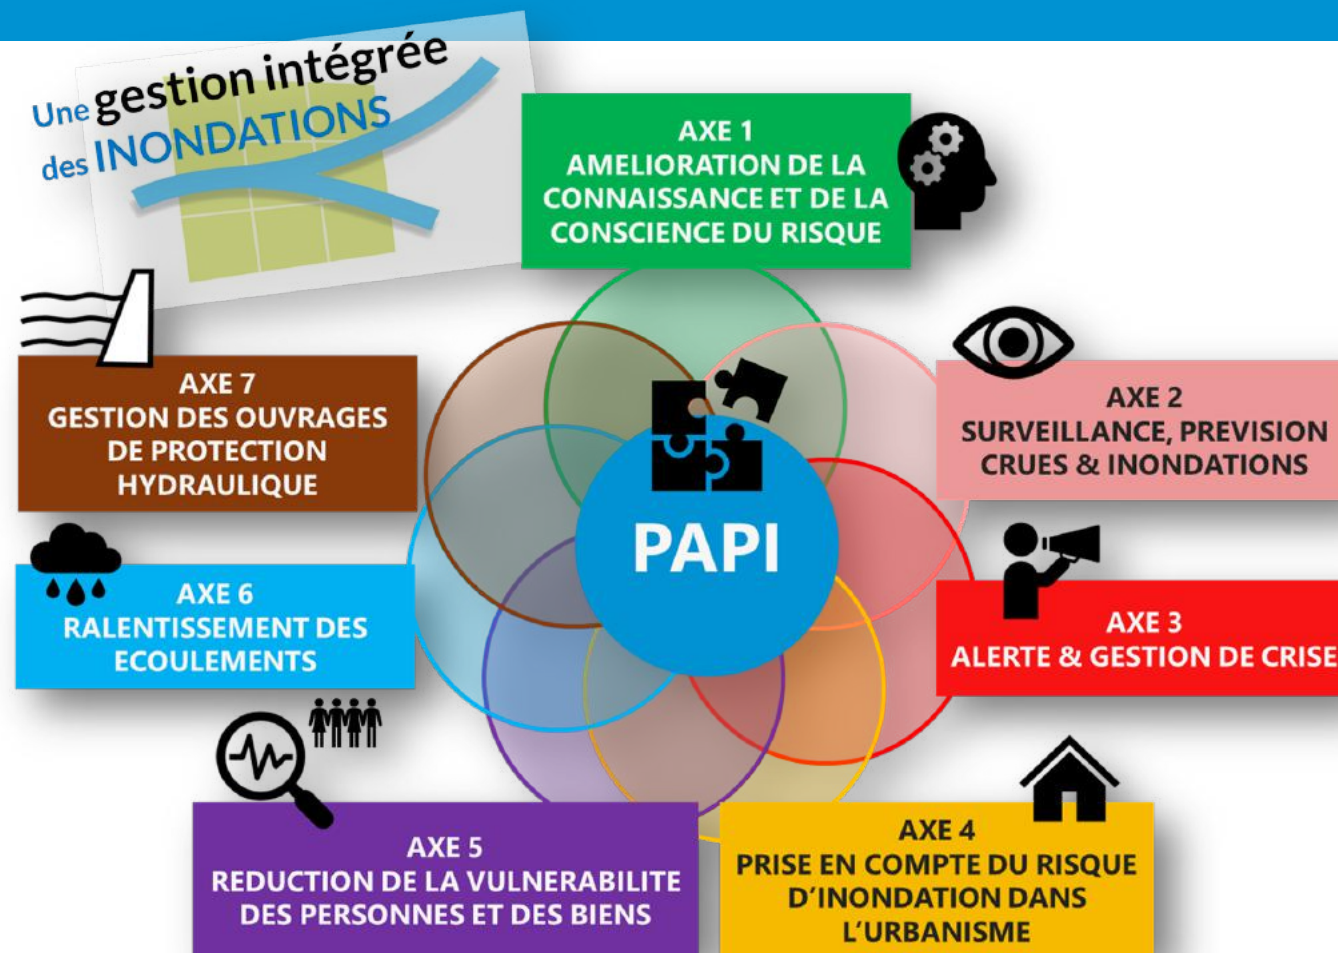 Une gestion intégrée
des INONDATIONS
AXE 1
AMELIORATION DE LA
CONNAISSANCE ET DE LA
CONSCIENCE DU RISQUE
AXE 2
SURVEILLANCE, PREVISION
CRUES & INONDATIONS
AXE 3
ALERTE & GESTION DE CRISE
AXE 4
PRISE EN COMPTE DU RISQUE
D'INONDATION DANS
L'URBANISME
AXE 5
REDUCTION DE LA VULNERABILITE
DES PERSONNES ET DES BIENS
AXE 6
RALENTISSEMENT DES
ECOULEMENTS
AXE 7
GESTION DES OUVRAGES
DE PROTECTION
HYDRAULIQUE
PAPI